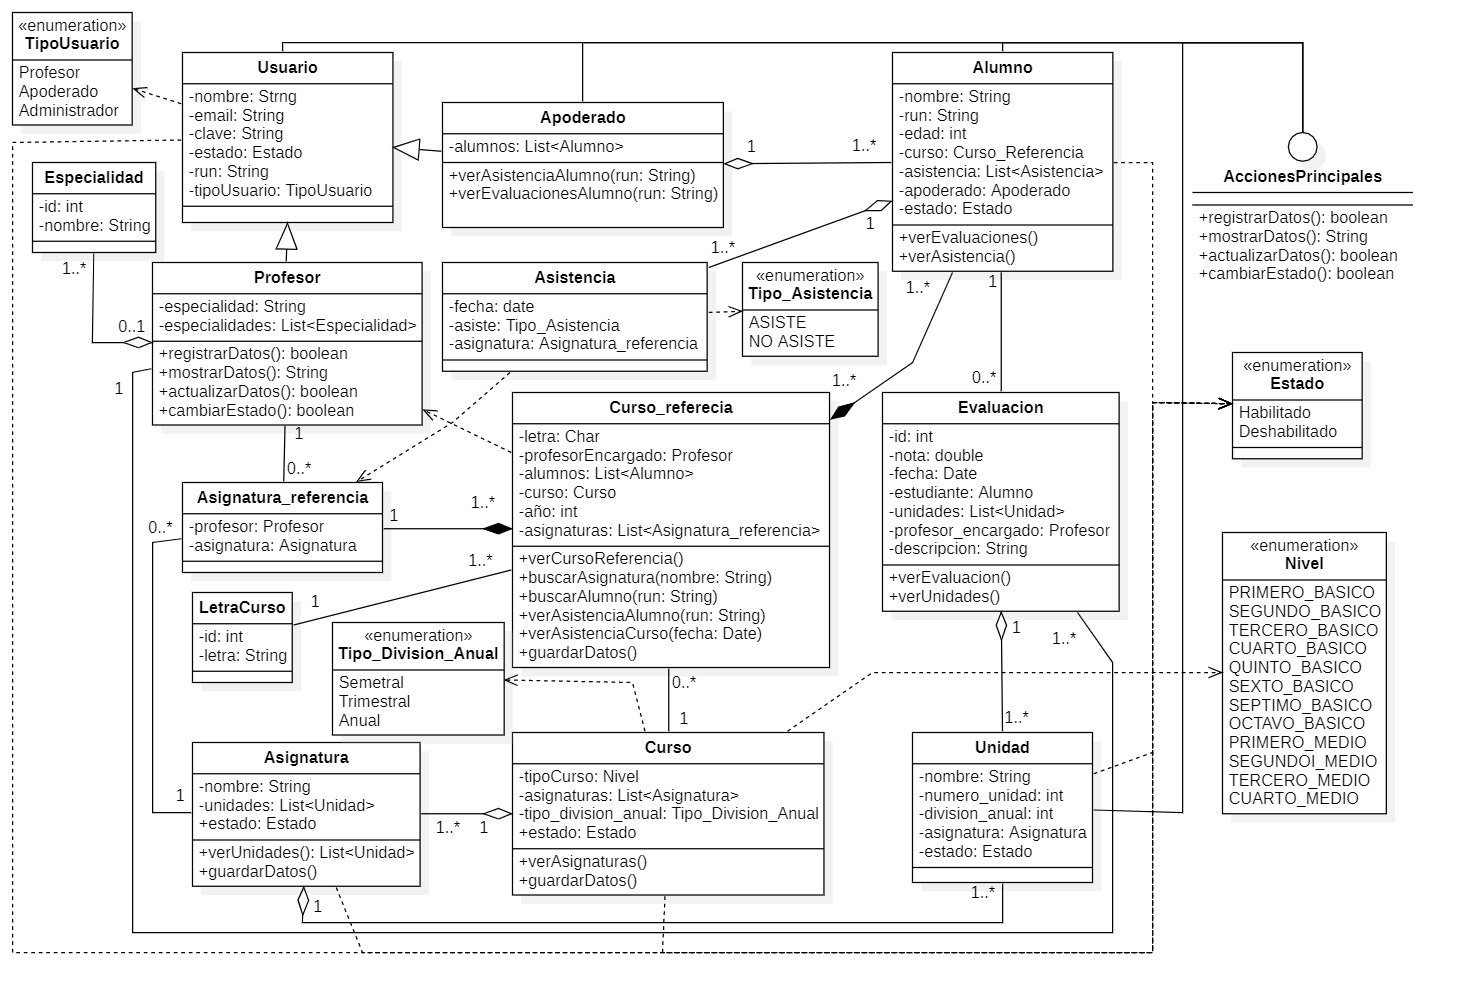 «enumeration»
TipoUsuario
Profesor
Apoderado
Administrador
Usuario
-nombre: Strng
-email: String
-clave: String
-estado: Estado
-run: String
-tipoUsuario: TipoUsuario
Apoderado
-alumnos: List<Alumno>
+verAsistenciaAlumno(run: String)
+verEvaluacionesAlumno(run: String)
1
1..*
Alumno
-nombre: String
-run: String
-edad: int
-curso: Curso_Referencia
-asistencia: List<Asistencia>
-apoderado: Apoderado
-estado: Estado
+verEvaluaciones()
+verAsistencia()
AccionesPrincipales
+registrarDatos(): boolean
+mostrarDatos(): String
+actualizarDatos(): boolean
+cambiarEstado(): boolean
Especialidad
-id: int
-nombre: String
1..*
0..1
Profesor
-especialidad: String
-especialidades: List<Especialidad>
+registrarDatos(): boolean
+mostrarDatos(): String
+actualizarDatos(): boolean
+cambiarEstado(): boolean
1
1
0..*
Asistencia
-fecha: date
-asiste: Tipo_Asistencia
-asignatura: Asignatura_referencia
1..*
1
«enumeration»
Tipo_Asistencia
ASISTE
NO ASISTE
1..*
1
1..*
0..*
«enumeration»
Estado
Habilitado
Deshabilitado
Curso_referecia
-letra: Char
-profesorEncargado: Profesor
-alumnos: List<Alumno>
-curso: Curso
-año: int
-asignaturas: List<Asignatura_referencia>
+verCursoReferencia()
+buscarAsignatura(nombre: String)
+buscarAlumno(run: String)
+verAsistenciaAlumno(run: String)
+verAsistenciaCurso(fecha: Date)
+guardarDatos()
Evaluacion
-id: int
-nota: double
-fecha: Date
-estudiante: Alumno
-unidades: List<Unidad>
-profesor_encargado: Profesor
-descripcion: String
+verEvaluacion()
+verUnidades()
1
1..*
1..*
Asignatura_referencia
-profesor: Profesor
-asignatura: Asignatura
0..*
1
1..*
1..*
1
LetraCurso
-id: int
-letra: String
«enumeration»
Tipo_Division_Anual
Semetral
Trimestral
Anual
0..*
1
«enumeration»
Nivel
PRIMERO_BASICO
SEGUNDO_BASICO
TERCERO_BASICO
CUARTO_BASICO
QUINTO_BASICO
SEXTO_BASICO
SEPTIMO_BASICO
OCTAVO_BASICO
PRIMERO_MEDIO
SEGUNDOI_MEDIO
TERCERO_MEDIO
CUARTO_MEDIO
Asignatura
-nombre: String
-unidades: List<Unidad>
+estado: Estado
+verUnidades(): List<Unidad>
+guardarDatos()
1
1..*
1
1
Curso
-tipoCurso: Nivel
-asignaturas: List<Asignatura>
-tipo_division_anual: Tipo_Division_Anual
+estado: Estado
+verAsignaturas()
+guardarDatos()
Unidad
-nombre: String
-numero_unidad: int
-division_anual: int
-asignatura: Asignatura
-estado: Estado
1..*